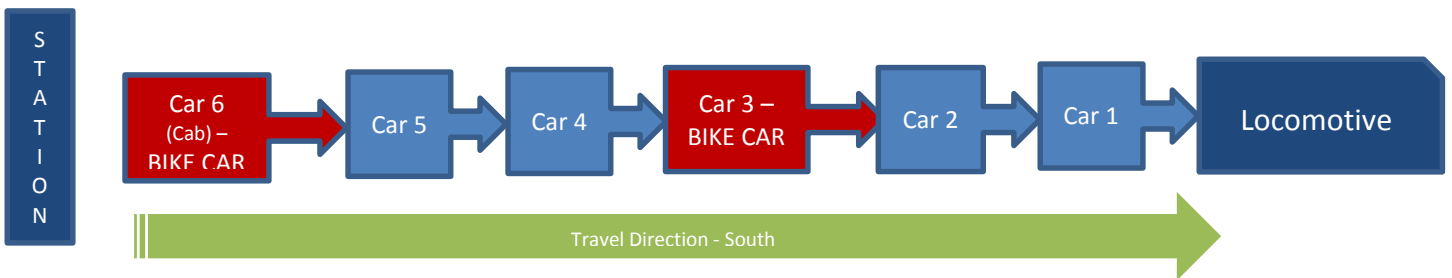 STATION
Car 6
(Cab) –
BIKE CAR
Car 5
Car 4
Car 3 –
BIKE CAR
Car 2
Car 1
Locomotive
Travel Direction - South